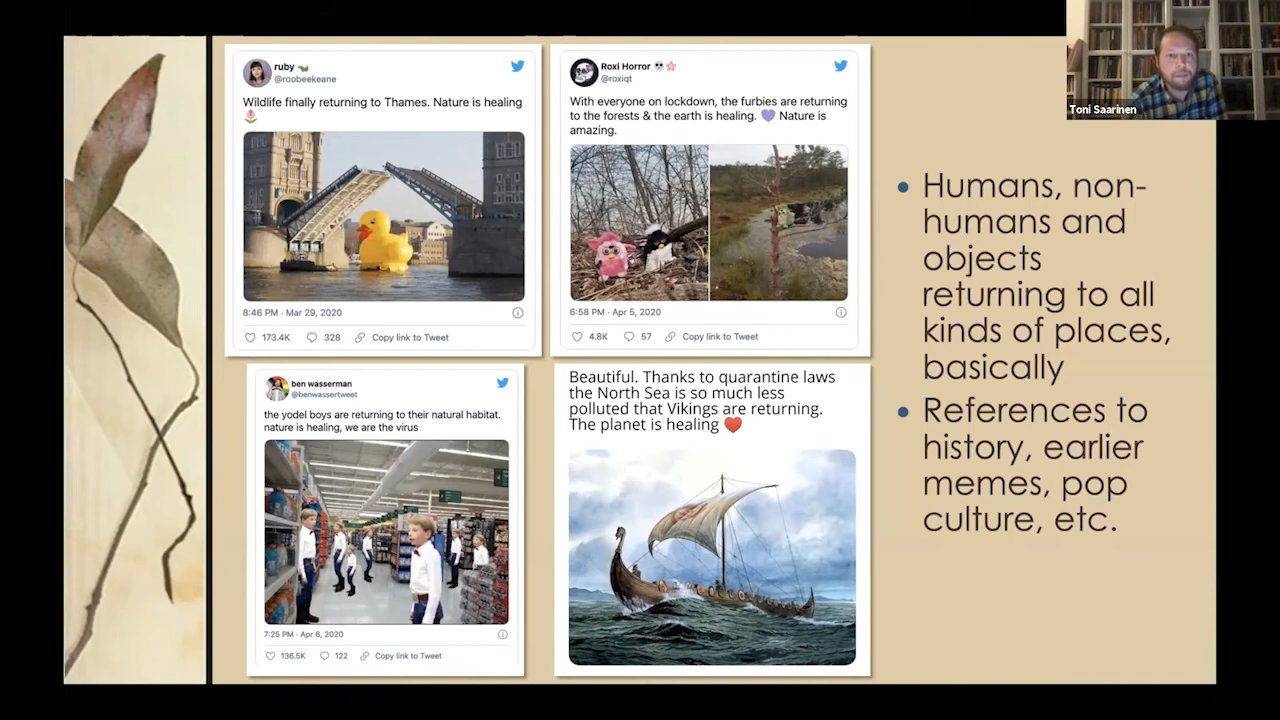 ruby
@roobeekeane
Wildlife finally returning to Thames. Nature is healing
8:46 PM · Mar 29, 2020
173.4K 328 Copy link to Tweet
Roxi Horror
@roxiqt
With everyone on lockdown, the furbies are returning
to the forests & the earth is healing. 💜 Nature is
amazing.
6:58 PM · Apr 5, 2020
4.8K 57 Copy link to Tweet
ben wasserman
@benwassertweet
the yodel boys are returning to their natural habitat.
nature is healing, we are the virus
7:25 PM · Apr 6, 2020
136.5K 122 Copy link to Tweet
Beautiful. Thanks to quarantine laws
the North Sea is so much less
polluted that Vikings are returning.
The planet is healing ❤️
Toni Saarinen
• Humans, non-
humans and
objects
returning to all
kinds of places,
basically
• References to
history, earlier
memes, pop
culture, etc.